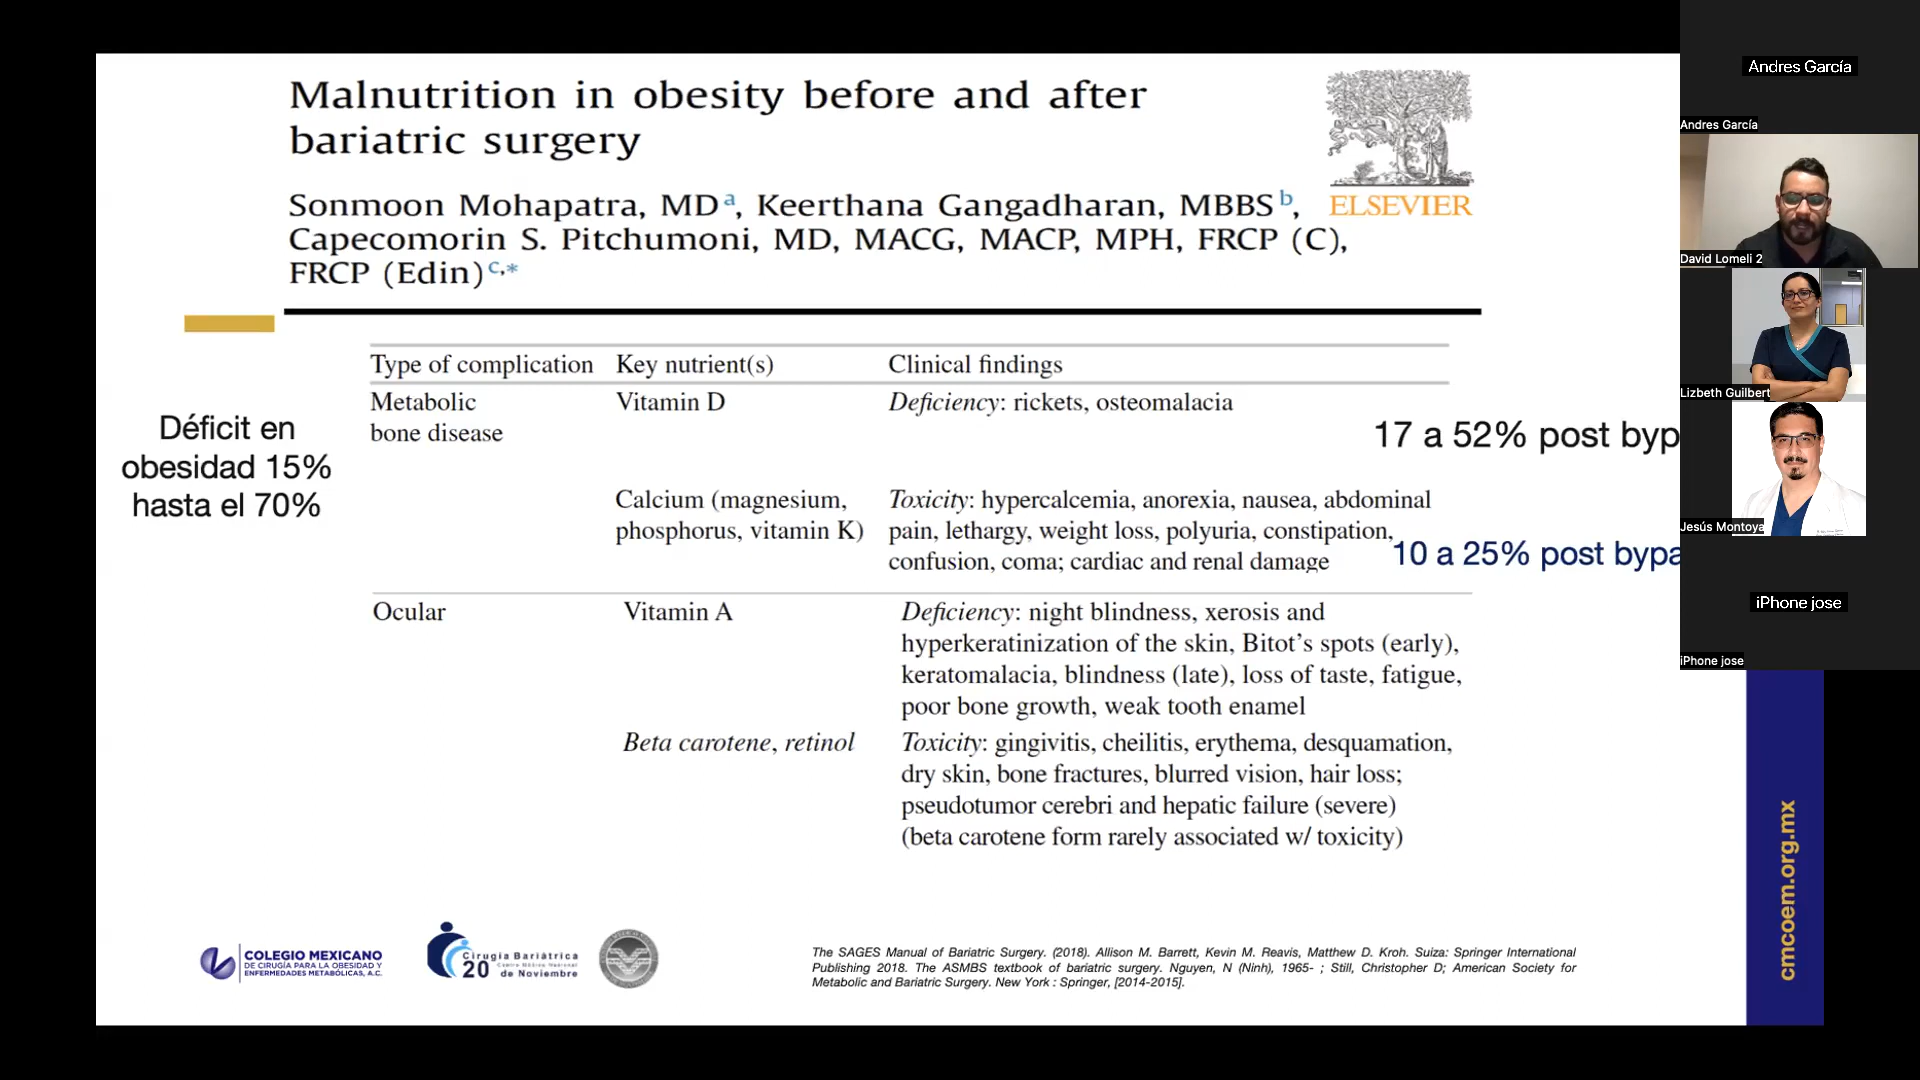 Malnutrition in obesity before and after
bariatric surgery
Sonmoon Mohapatra, MD a, Keerthana Gangadharan, MBBS b,
Capecomorin S. Pitchumoni, MD, MACG, MACP, MPH, FRCP (C),
FRCP (Edin) c,*
ELSEVIER
Type of complication Key nutrient(s) Clinical findings
Metabolic
bone disease
Vitamin D
Deficiency: rickets, osteomalacia
Déficit en
obesidad 15%
hasta el 70%
17 a 52% post byp
Calcium (magnesium,
phosphorus, vitamin K)
Toxicity: hypercalcemia, anorexia, nausea, abdominal
pain, lethargy, weight loss, polyuria, constipation,
confusion, coma; cardiac and renal damage
10 a 25% post bypa
Ocular
Vitamin A
Deficiency: night blindness, xerosis and
hyperkeratinization of the skin, Bitot's spots (early),
keratomalacia, blindness (late), loss of taste, fatigue,
poor bone growth, weak tooth enamel
Beta carotene, retinol
Toxicity: gingivitis, cheilitis, erythema, desquamation,
dry skin, bone fractures, blurred vision, hair loss;
pseudotumor cerebri and hepatic failure (severe)
(beta carotene form rarely associated w/ toxicity)
COLEGIO MEXICANO
DE CIRUGÍA PARA LA OBESIDAD Y
ENFERMEDADES METABÓLICAS, A.C.
Cirugía Bariátrica
Centro Médico Nacional
20 de Noviembre
The SAGES Manual of Bariatric Surgery. (2018). Allison M. Barrett, Kevin M. Reavis, Matthew D. Kroh. Suiza: Springer International
Publishing 2018. The ASMBS textbook of bariatric surgery. Nguyen, N (Ninh), 1965- ; Still, Christopher D; American Society for
Metabolic and Bariatric Surgery. New York : Springer, [2014-2015].
cmcoem.org.mx
Andres García
Andres García
David Lomeli 2
Lizbeth Guilbert
Jesús Montoya
iPhone jose
iPhone jose